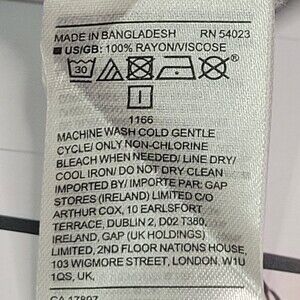 MADE IN BANGLADESH RN 54023
US/GB: 100% RAYON/VISCOSE
30
1166
MACHINE WASH COLD GENTLE
CYCLE/ ONLY NON-CHLORINE
BLEACH WHEN NEEDED/ LINE DRY/
COOL IRON/ DO NOT DRY CLEAN
IMPORTED BY/ IMPORTE PAR: GAP
STORES (IRELAND) LIMITED C/O
ARTHUR COX, 10 EARLSFORT
TERRACE, DUBLIN 2, D02 T380,
IRELAND, GAP (UK HOLDINGS)
LIMITED, 2ND FLOOR NATIONS HOUSE,
103 WIGMORE STREET, LONDON, W1U
1QS, UK,
CA 17897